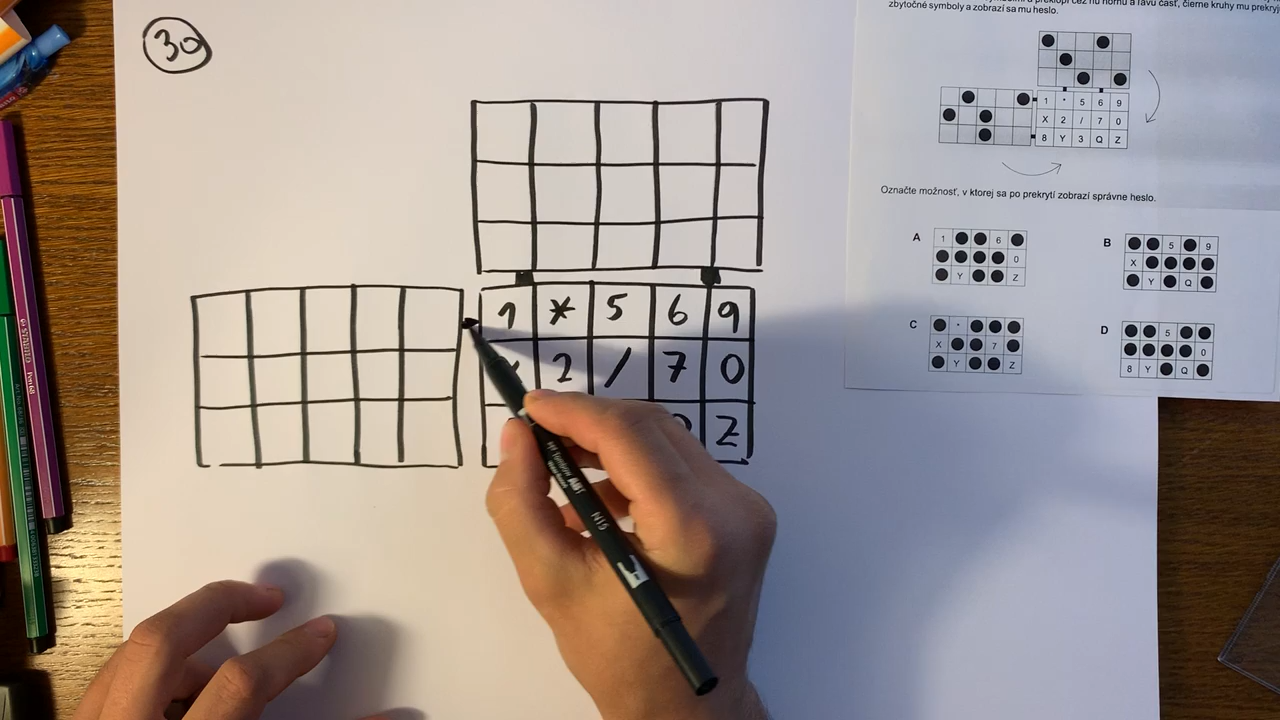 30
zbytočné symboly a zobrazí sa mu heslo.
1 * 5 6 9
X 2 / 7 0
8 Y 3 Q Z
Označte možnosť, v ktorej sa po prekrytí zobrazí správne heslo.
A
1 6
0
Y Z
B
5 9
X
Y Q
C
*
X 7
Y Z
D
5
0
8 Y Q
1 * 5 6 9
2 / 7 0
Z